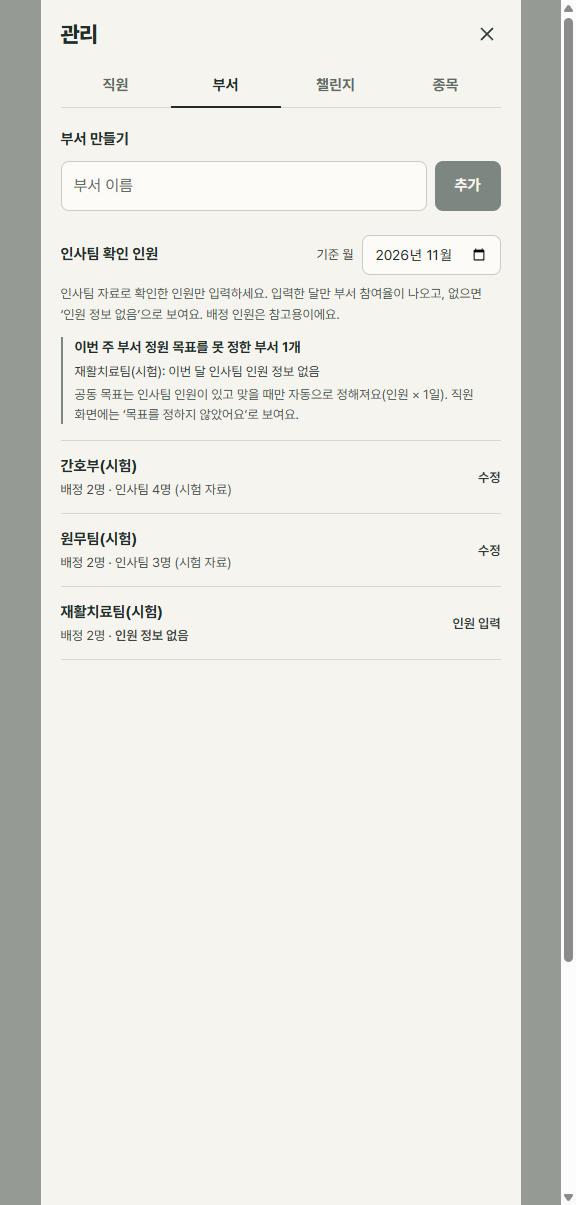 관리
직원
부서
챌린지
종목
부서 만들기
부서 이름
추가
인사팀 확인 인원
기준 월
2026년 11월
인사팀 자료로 확인한 인원만 입력하세요. 입력한 달만 부서 참여율이 나오고, 없으면
‘인원 정보 없음’으로 보여요. 배정 인원은 참고용이에요.
이번 주 부서 정원 목표를 못 정한 부서 1개
재활치료팀(시험): 이번 달 인사팀 인원 정보 없음
공동 목표는 인사팀 인원이 있고 맞을 때만 자동으로 정해져요(인원 × 1일). 직원
화면에는 ‘목표를 정하지 않았어요’로 보여요.
간호부(시험)
배정 2명 · 인사팀 4명 (시험 자료)
수정
원무팀(시험)
배정 2명 · 인사팀 3명 (시험 자료)
수정
재활치료팀(시험)
배정 2명 · 인원 정보 없음
인원 입력